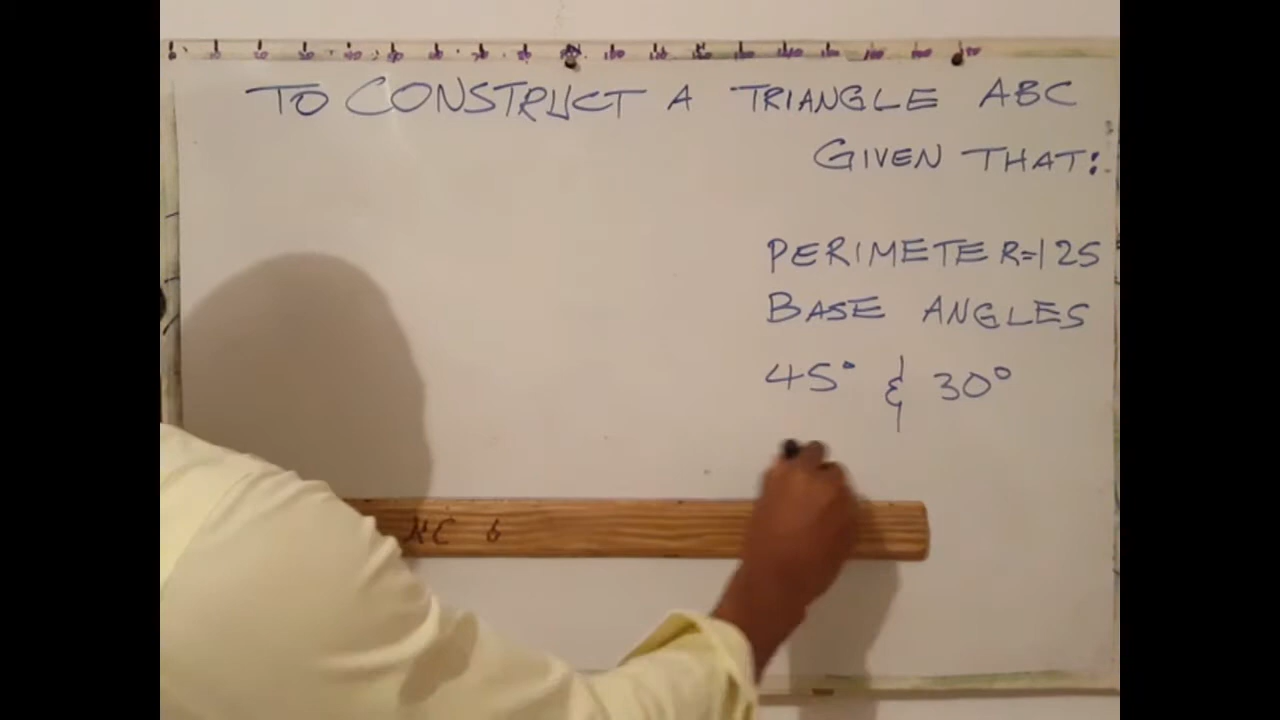 TO CONSTRUCT A TRIANGLE ABC
GIVEN THAT:
PERIMETER=125
BASE ANGLES
45° & 30°